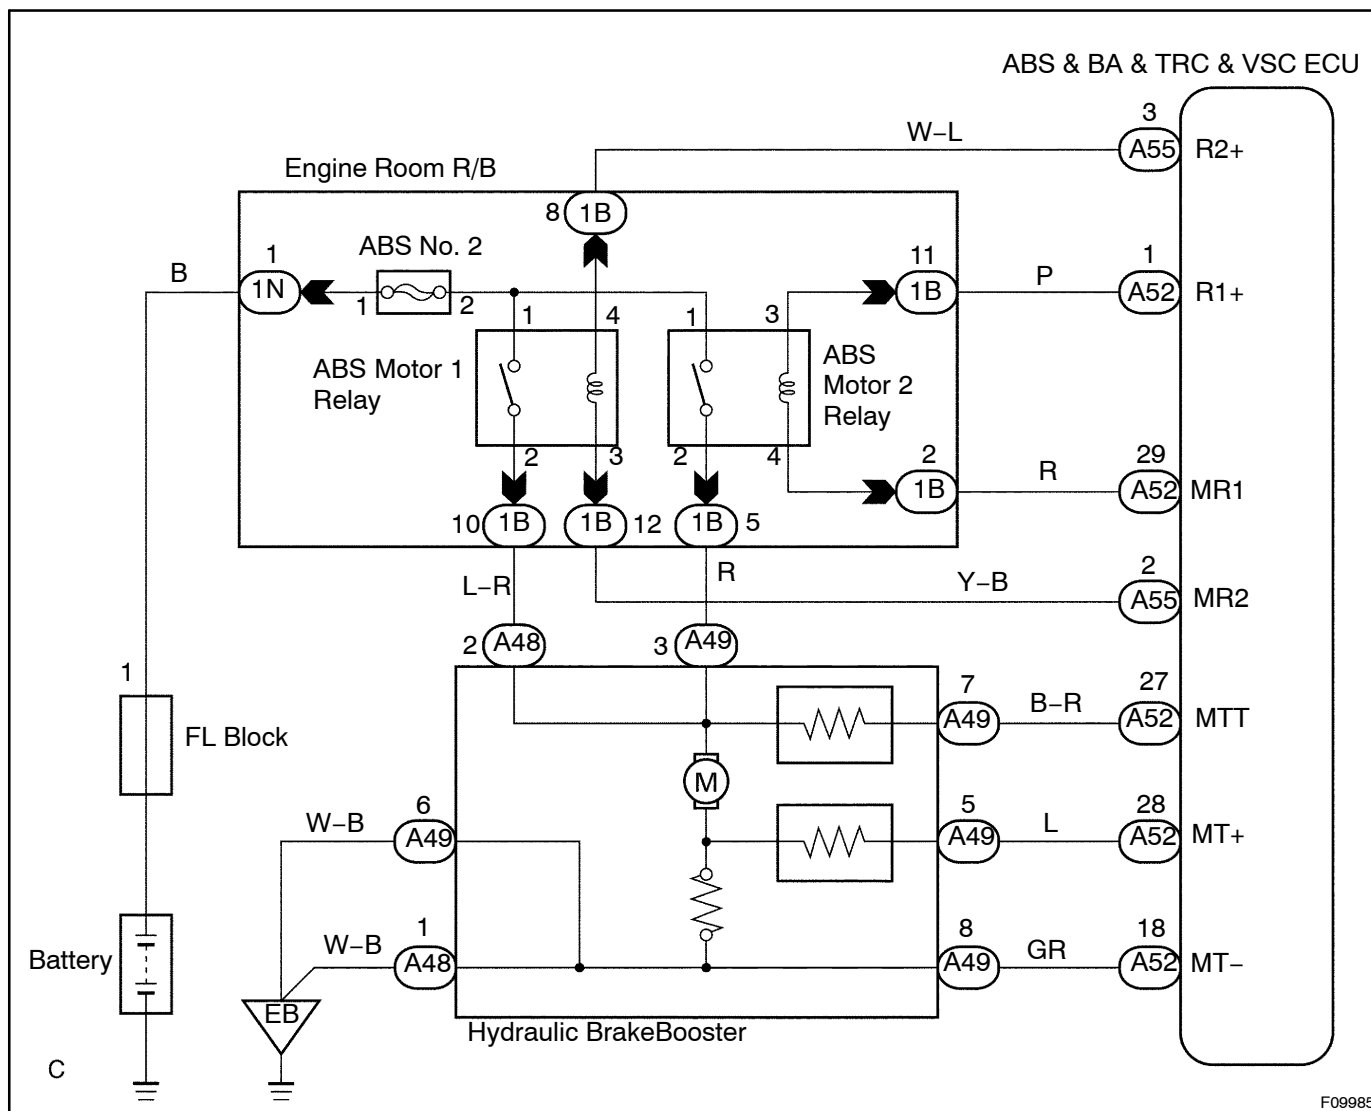 ABS & BA & TRC & VSC ECU
3
W–L
A55
R2+
Engine Room R/B
8
1B
ABS No. 2
1
11
1
B
1N
1
2
1B
P
A52
R1+
1
4
1
3
ABS Motor 1
Relay
ABS
Motor 2
Relay
2
3
2
4
2
29
1B
R
A52
MR1
10
1B
1B
12
1B
5
L–R
R
2
Y–B
A55
MR2
2
A48
3
A49
1
7
27
B–R
A49
A52
MTT
FL Block
M
6
5
28
W–B
A49
A49
L
A52
MT+
1
8
18
W–B
A48
A49
GR
A52
MT–
Battery
EB
Hydraulic BrakeBooster
C
F09985